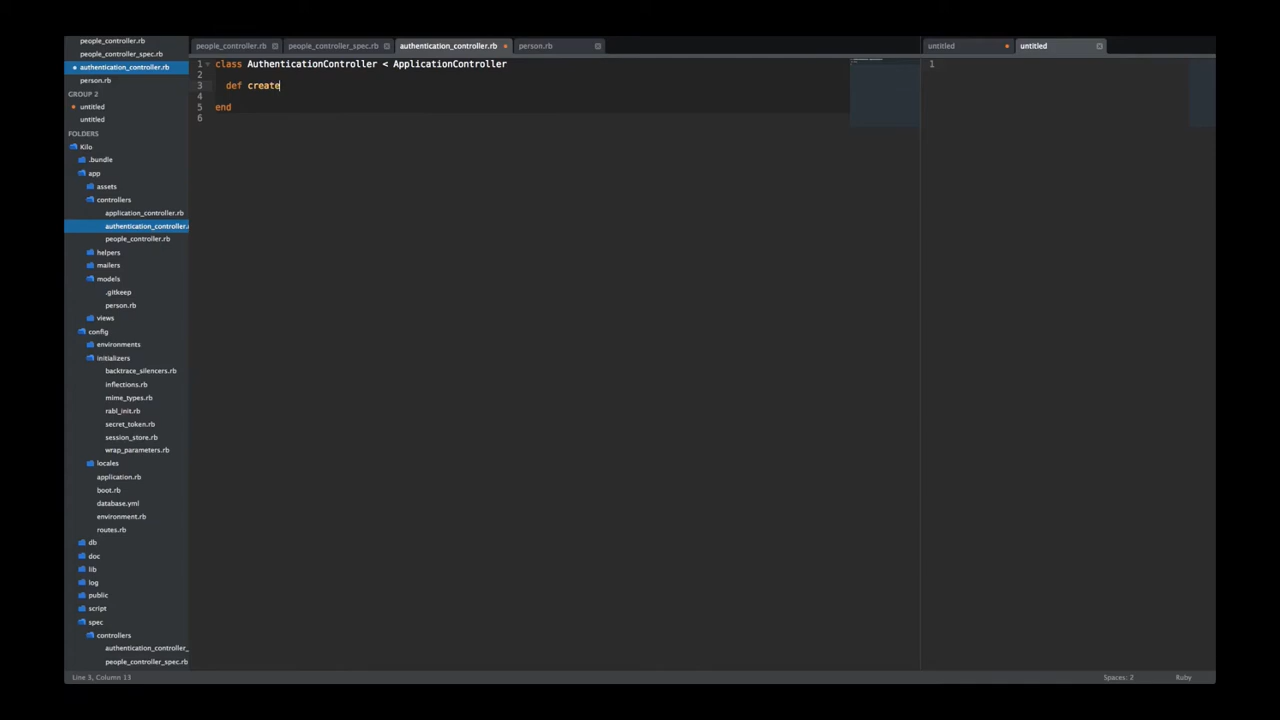 people_controller.rb
people_controller_spec.rb
authentication_controller.rb
person.rb
GROUP 2
untitled
untitled
FOLDERS
Kilo
.bundle
app
assets
controllers
application_controller.rb
authentication_controller.
people_controller.rb
helpers
mailers
models
.gitkeep
person.rb
views
config
environments
initializers
backtrace_silencers.rb
inflections.rb
mime_types.rb
rabl_init.rb
secret_token.rb
session_store.rb
wrap_parameters.rb
locales
application.rb
boot.rb
database.yml
environment.rb
routes.rb
db
doc
lib
log
public
script
spec
controllers
authentication_controller_
people_controller_spec.rb
people_controller.rb people_controller_spec.rb authentication_controller.rb person.rb
1 class AuthenticationController < ApplicationController
2
3 def create
4
5 end
6
untitled untitled
1
Line 3, Column 13 Spaces: 2 Ruby